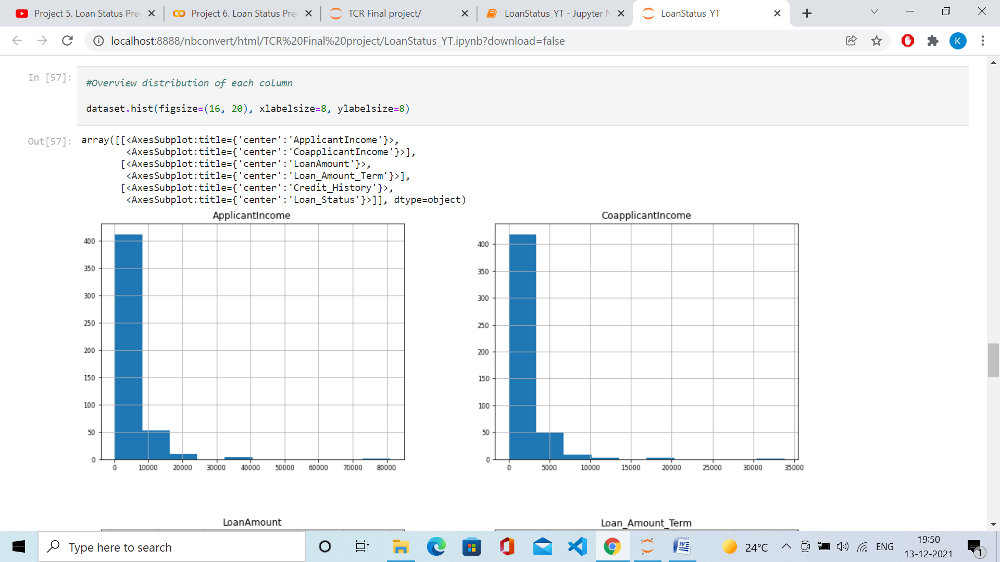 Project 5. Loan Status Pre
Project 6. Loan Status Pre
TCR Final project/
LoanStatus_YT - Jupyter N
LoanStatus_YT
localhost:8888/nbconvert/html/TCR%20Final%20project/LoanStatus_YT.ipynb?download=false
K
In [57]:
#Overview distribution of each column
dataset.hist(figsize=(16, 20), xlabelsize=8, ylabelsize=8)
Out[57]:
array([[<AxesSubplot:title={'center':'ApplicantIncome'}>,
<AxesSubplot:title={'center':'CoapplicantIncome'}>],
[<AxesSubplot:title={'center':'LoanAmount'}>,
<AxesSubplot:title={'center':'Loan_Amount_Term'}>],
[<AxesSubplot:title={'center':'Credit_History'}>,
<AxesSubplot:title={'center':'Loan_Status'}>]], dtype=object)
ApplicantIncome
400
350
300
250
200
150
100
50
0
0 10000 20000 30000 40000 50000 60000 70000 80000
CoapplicantIncome
400
350
300
250
200
150
100
50
0
0 5000 10000 15000 20000 25000 30000 35000
LoanAmount
Loan_Amount_Term
Type here to search
24°C
ENG
19:50
13-12-2021
1